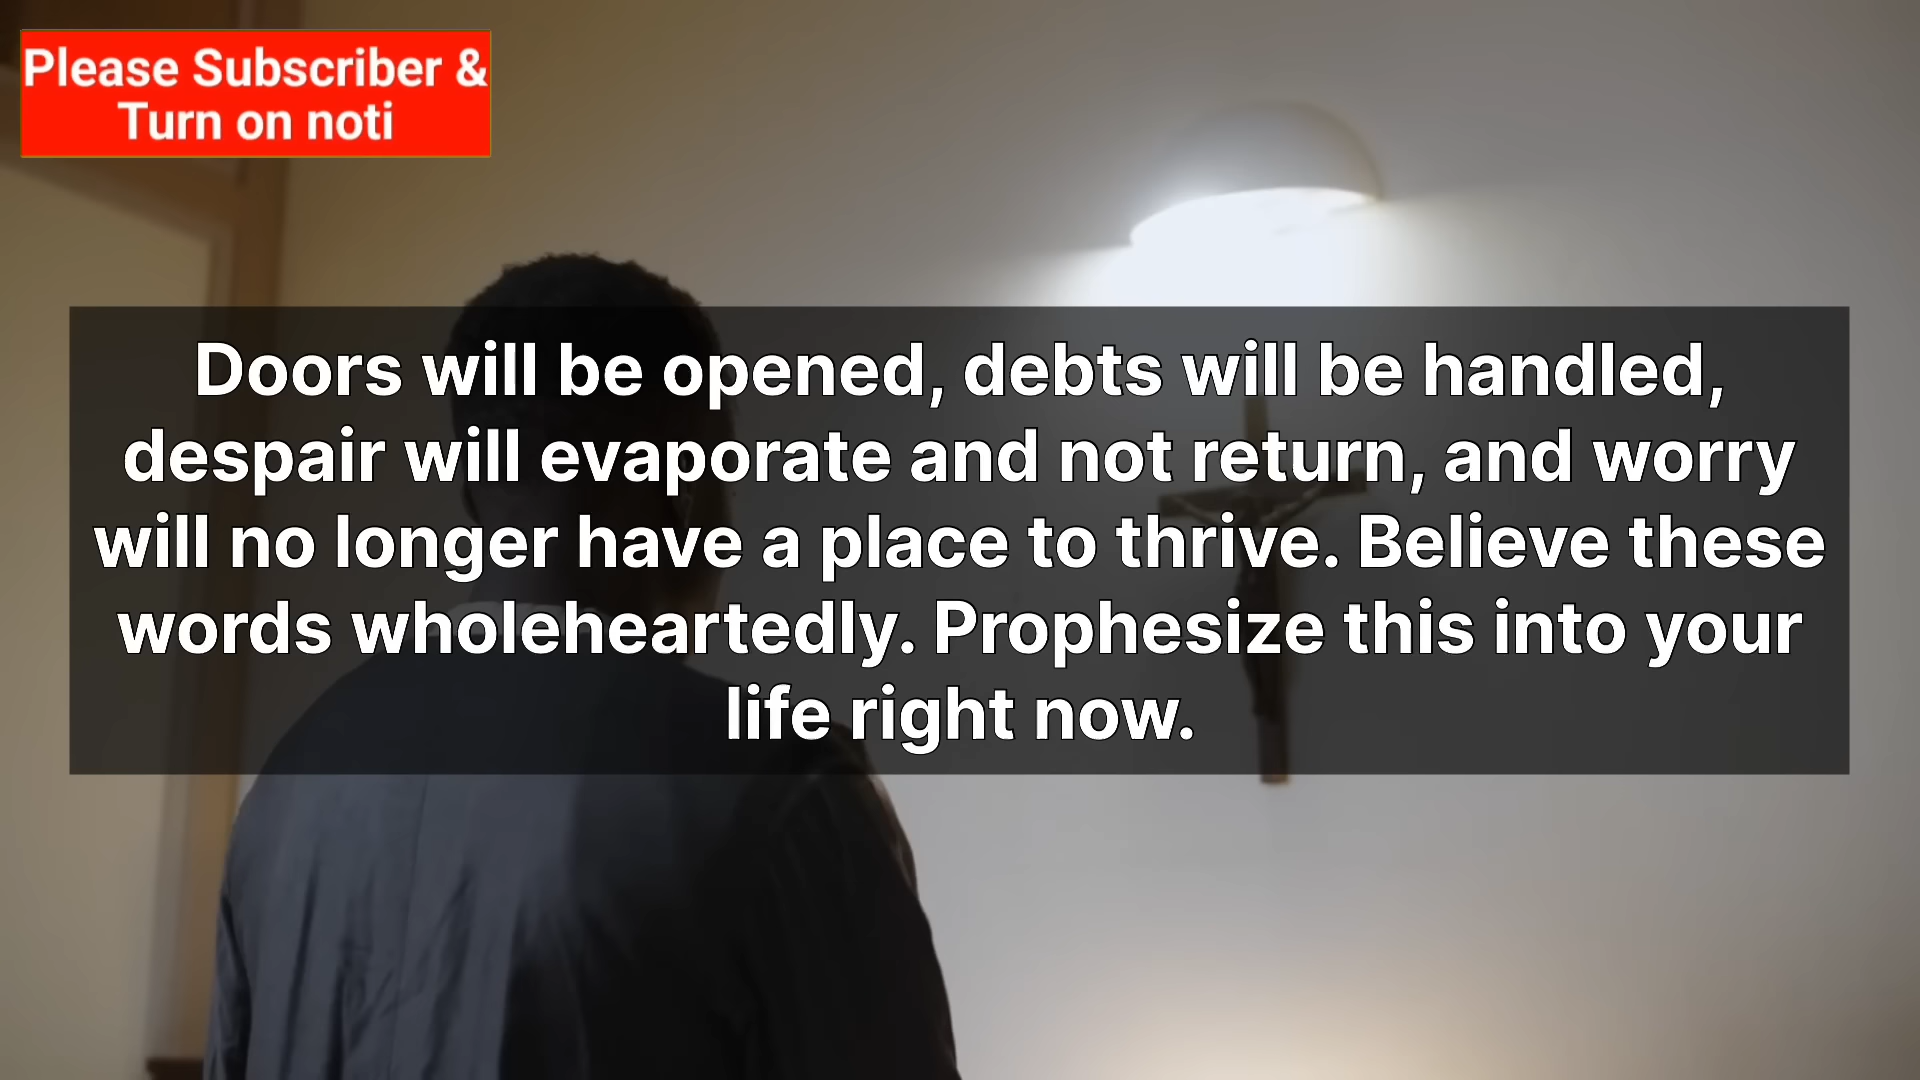 Please Subscriber &
Turn on noti
Doors will be opened, debts will be handled,
despair will evaporate and not return, and worry
will no longer have a place to thrive. Believe these
words wholeheartedly. Prophesize this into your
life right now.